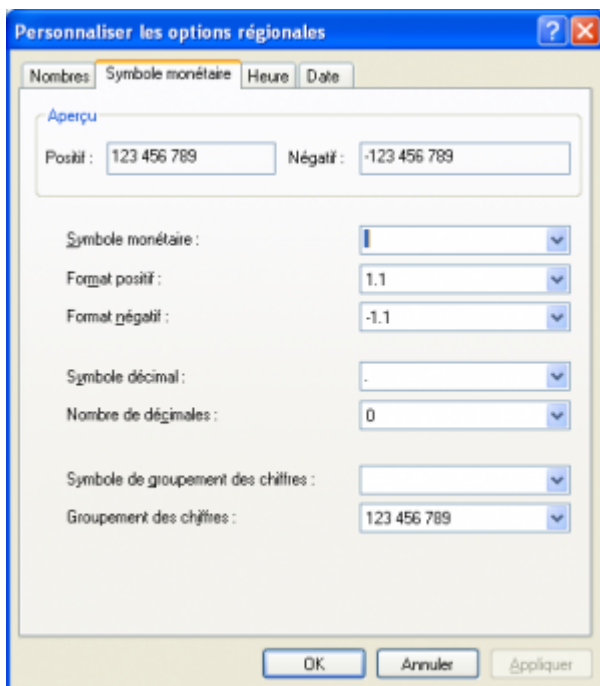 Personnaliser les options régionales
Nombres Symbole monétaire Heure Date
Aperçu
Positif : 123 456 789 Négatif : -123 456 789
Symbole monétaire :
Format positif : 1.1
Format négatif : -1.1
Symbole décimal : .
Nombre de décimales : 0
Symbole de groupement des chiffres :
Groupement des chiffres : 123 456 789
OK Annuler Appliquer